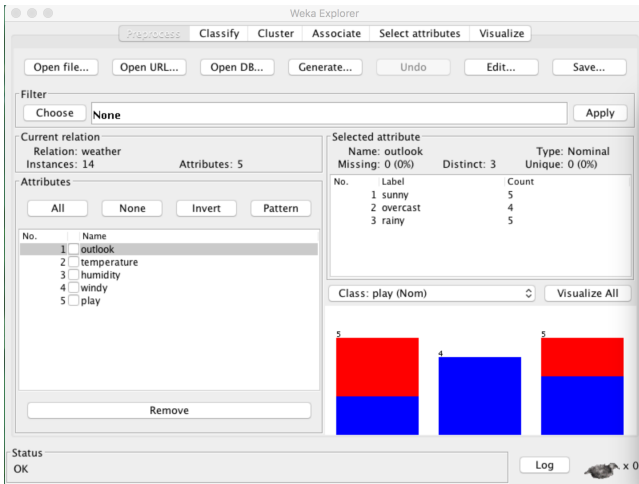 Weka Explorer
Preprocess Classify Cluster Associate Select attributes Visualize
Open file... Open URL... Open DB... Generate... Undo Edit... Save...
Filter
Choose None Apply
Current relation
Relation: weather
Instances: 14 Attributes: 5
Attributes
All None Invert Pattern
No. Name
1 outlook
2 temperature
3 humidity
4 windy
5 play
Remove
Selected attribute
Name: outlook Type: Nominal
Missing: 0 (0%) Distinct: 3 Unique: 0 (0%)
No. Label Count
1 sunny 5
2 overcast 4
3 rainy 5
Class: play (Nom) Visualize All
5 4 5
Status
OK
Log x 0